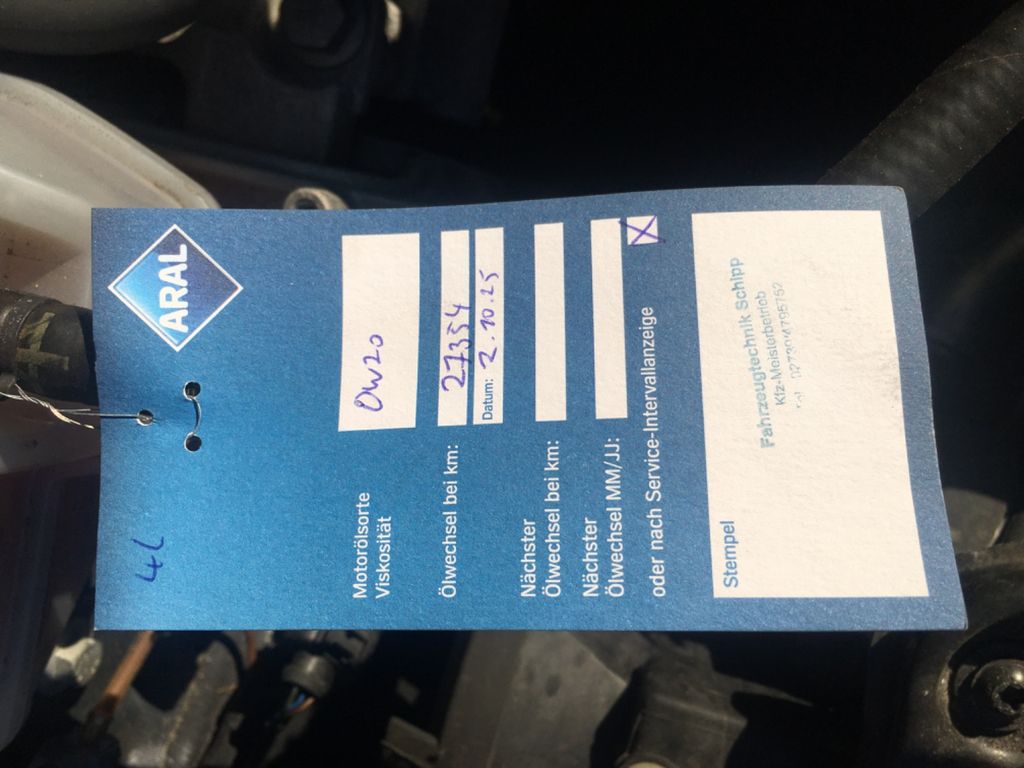 4L
ARAL
Motorölsorte
Viskosität
0W20
Ölwechsel bei km:
27354
Datum: 2.10.25
Nächster
Ölwechsel bei km:
Nächster
Ölwechsel MM/JJ:
oder nach Service-Intervallanzeige X
Stempel
Fahrzeugtechnik Schipp
Kfz-Meisterbetrieb